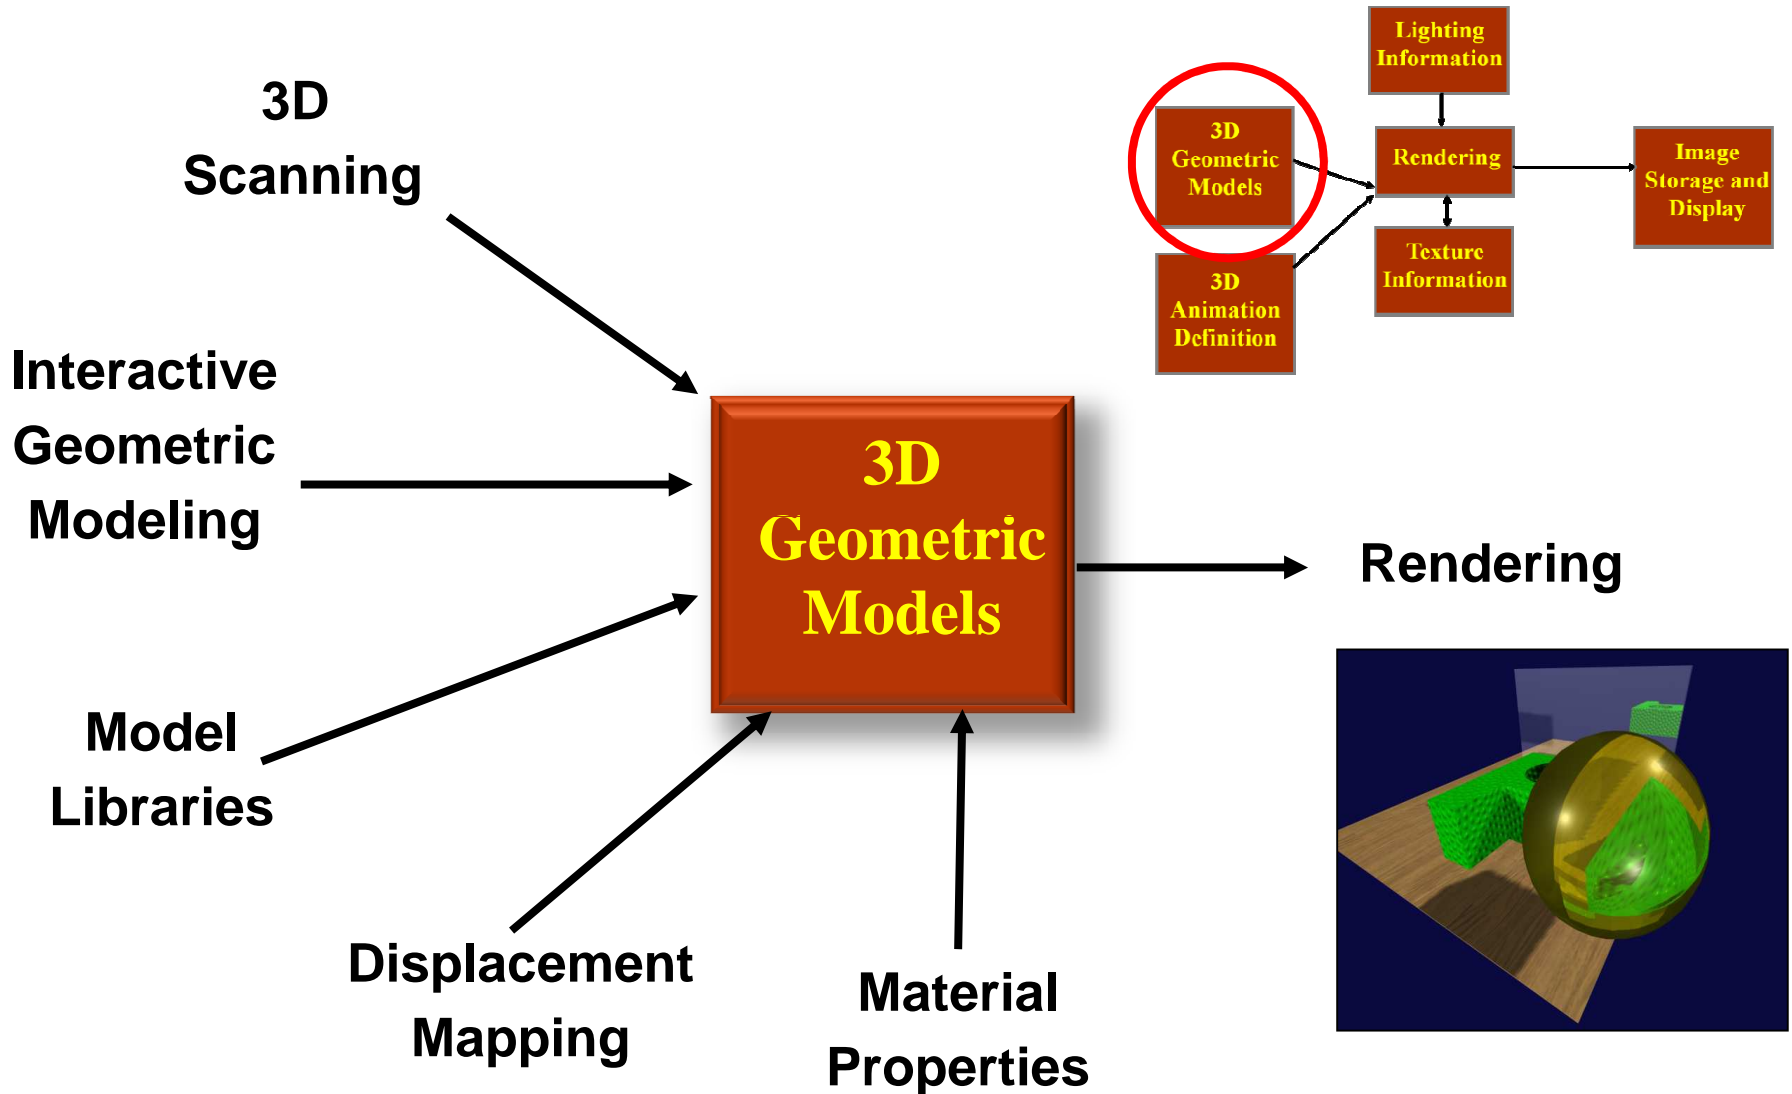 3D
Scanning
Interactive
Geometric
Modeling
Model
Libraries
Displacement
Mapping
Material
Properties
3D
Geometric
Models
Rendering
Lighting
Information
3D
Geometric
Models
Rendering
Image
Storage and
Display
Texture
Information
3D
Animation
Definition